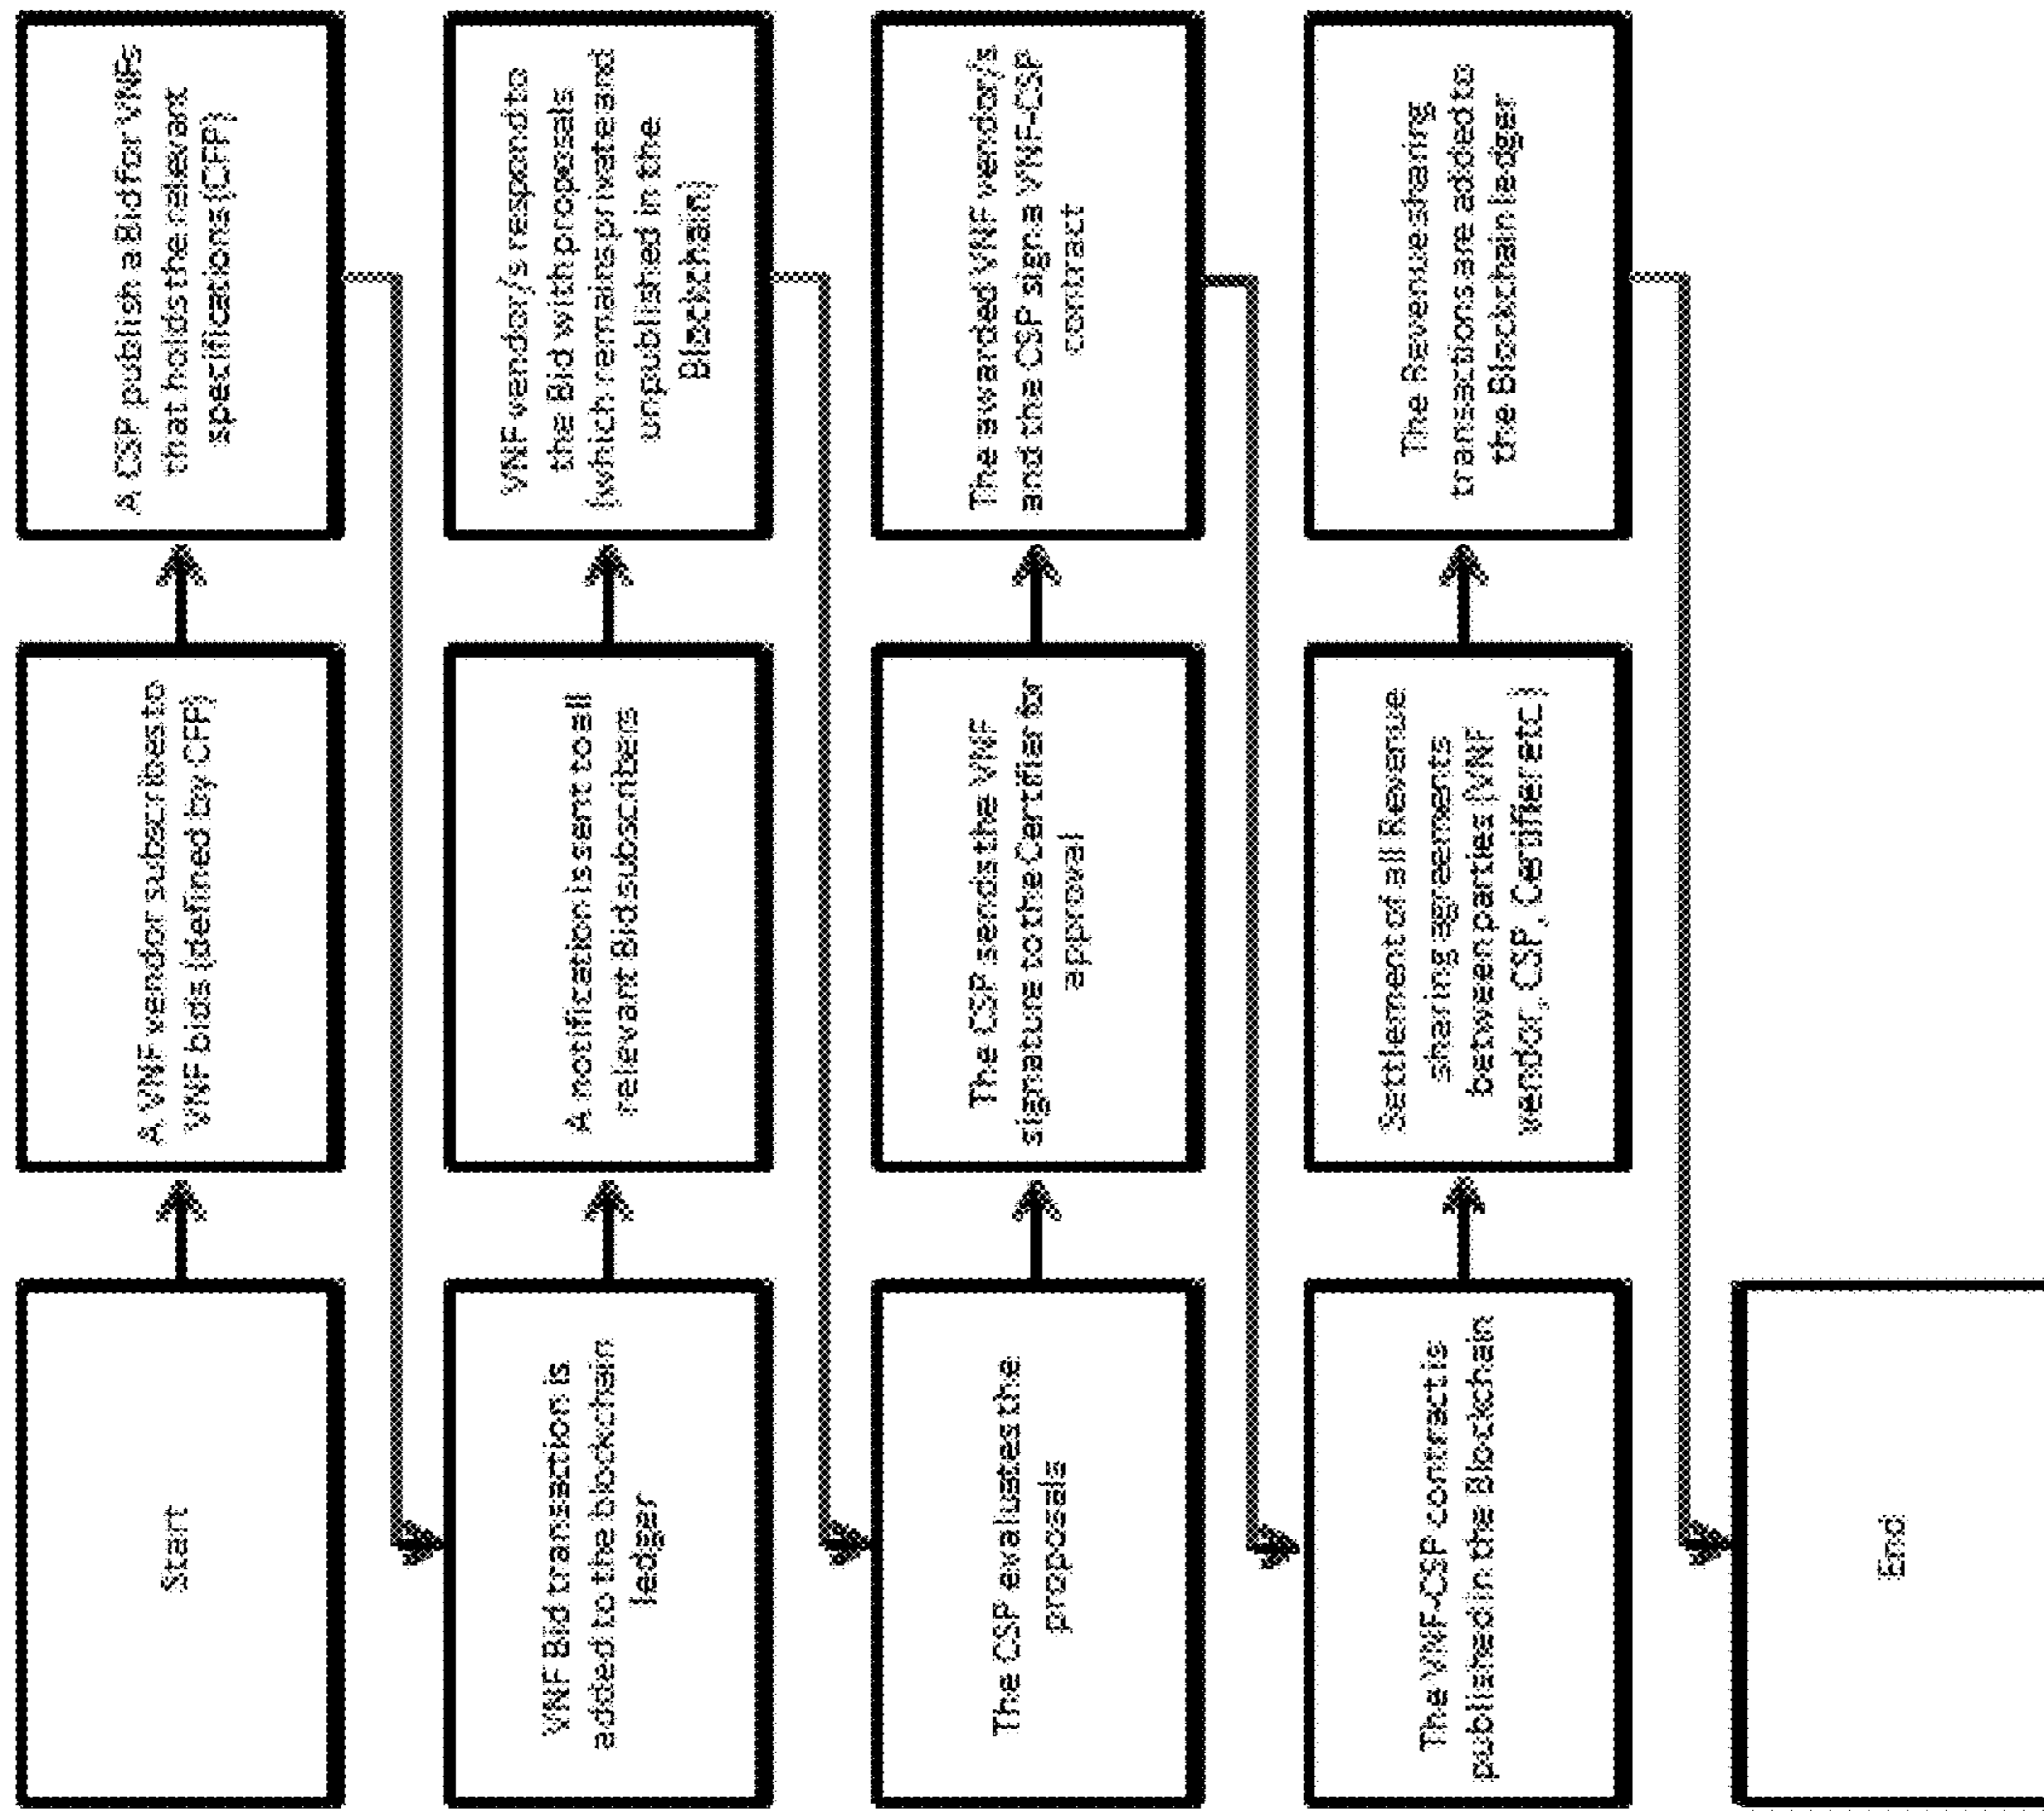 Start
A VNF vendor subscribes to
VNF bids (defined by CFP)
A CSP publish a Bid for VNFs
that holds the relevant
specifications (CFP)
VNF Bid transaction is
added to the blockchain
ledger
A notification is sent to all
relevant Bid subscribers
VNF vendor/s respond to
the Bid with proposals
(which remains private and
unpublished in the
Blockchain)
The CSP evaluates the
proposals
The CSP sends the VNF
signature to the Certifier for
approval
The awarded VNF vendor/s
and the CSP sign a VNF-CSP
contract
The VNF-CSP contract is
published in the Blockchain
Settlement of all Revenue
sharing agreements
between parties (VNF
vendor, CSP, Certifier etc.)
The Revenue sharing
transactions are added to
the Blockchain ledger
End